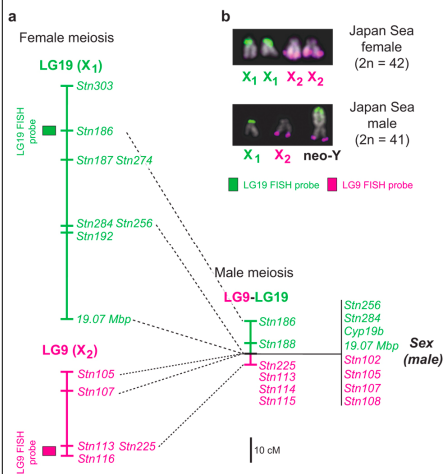 a
Female meiosis
LG19 (X1)
Stn303
LG19 FISH
probe
Stn186
Stn187 Stn274
Stn284 Stn256
Stn192
19.07 Mbp
LG9 (X2)
Stn105
Stn107
LG9 FISH
probe
Stn113 Stn225
Stn116
b
Japan Sea
female
(2n = 42)
X1 X1 X2 X2
Japan Sea
male
(2n = 41)
X1 X2 neo-Y
LG19 FISH probe LG9 FISH probe
Male meiosis
LG9-LG19
Stn186
Stn188
Stn225
Stn113
Stn114
Stn115
Stn256
Stn284
Cyp19b
19.07 Mbp
Stn102
Stn105
Stn107
Stn108
Sex
(male)
10 cM